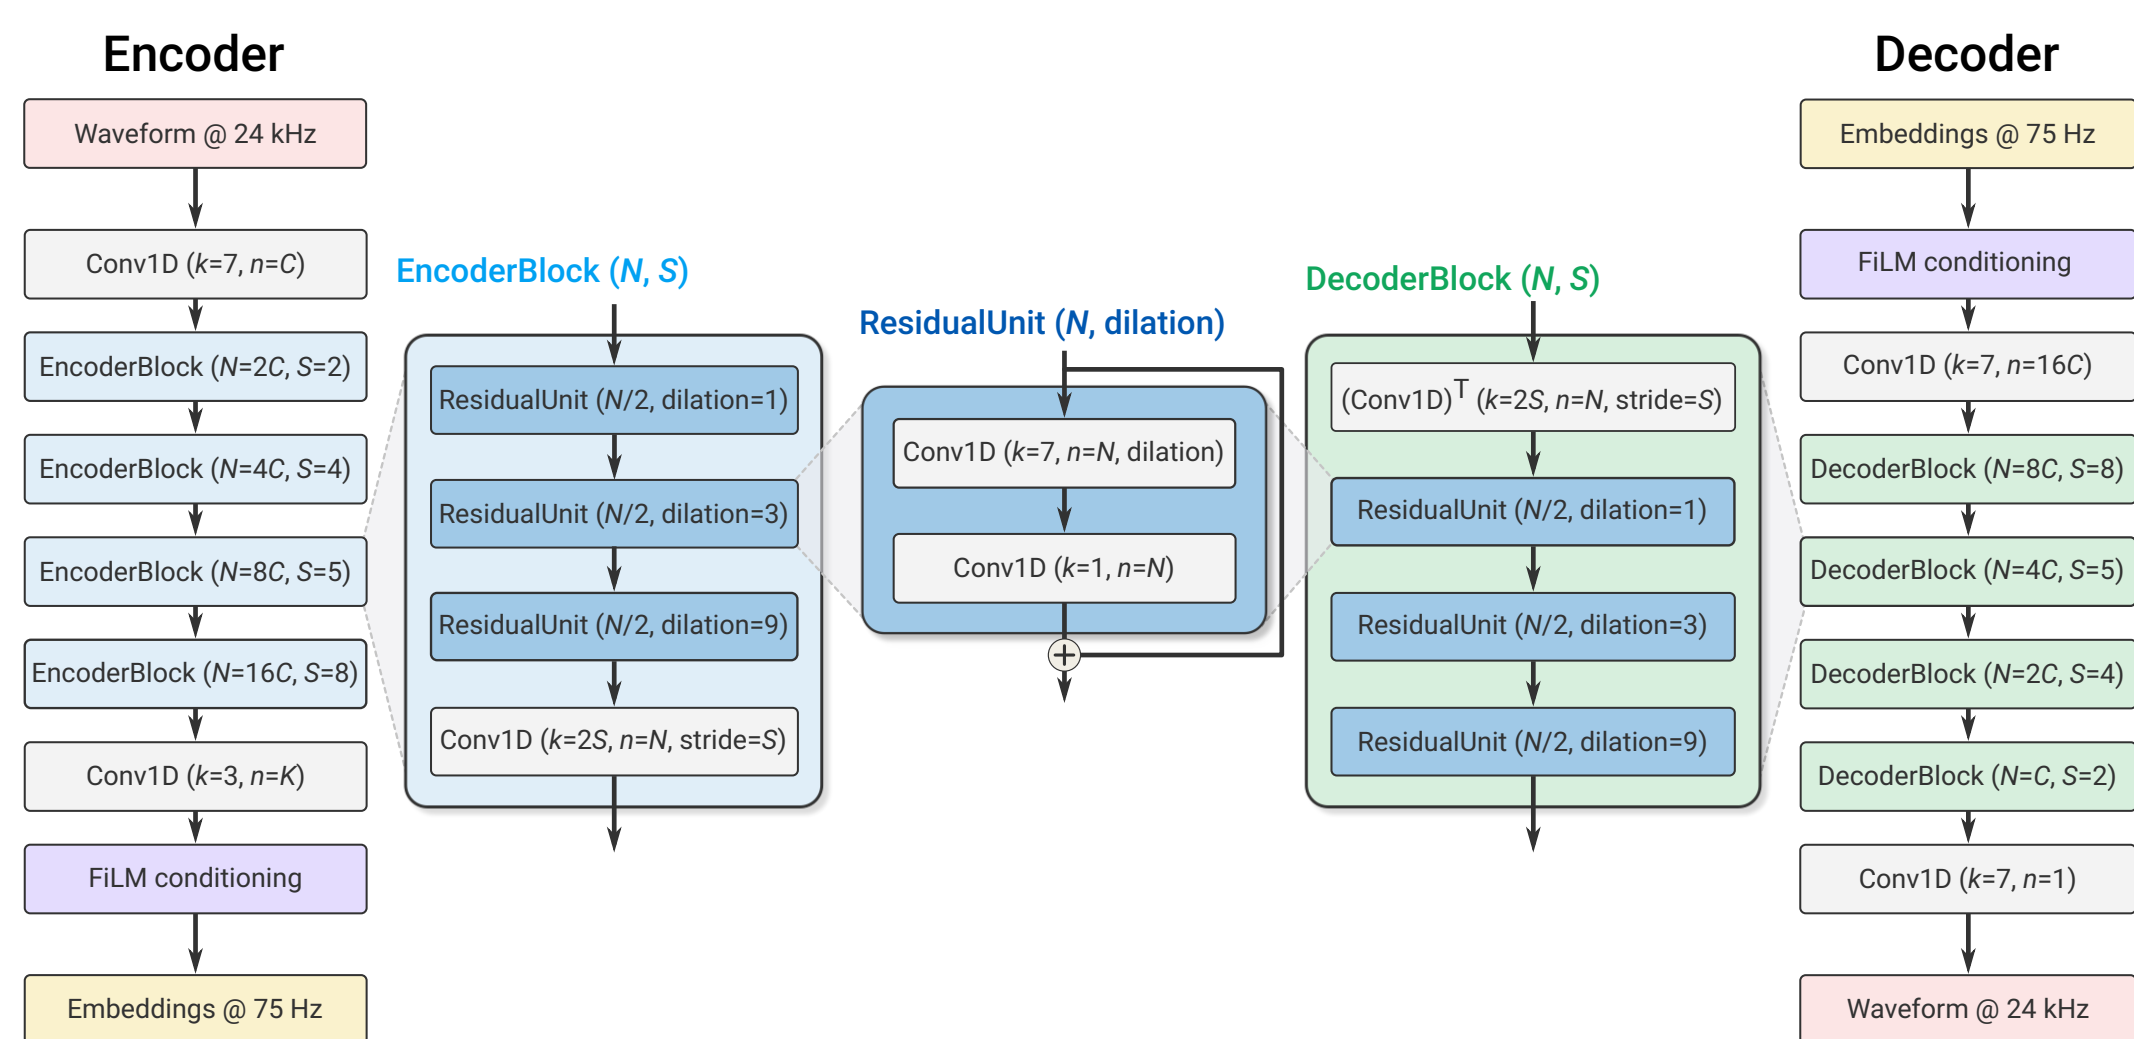 Encoder
Waveform @ 24 kHz
Conv1D (k=7, n=C)
EncoderBlock (N=2C, S=2)
EncoderBlock (N=4C, S=4)
EncoderBlock (N=8C, S=5)
EncoderBlock (N=16C, S=8)
Conv1D (k=3, n=K)
FiLM conditioning
Embeddings @ 75 Hz
EncoderBlock (N, S)
ResidualUnit (N/2, dilation=1)
ResidualUnit (N/2, dilation=3)
ResidualUnit (N/2, dilation=9)
Conv1D (k=2S, n=N, stride=S)
ResidualUnit (N, dilation)
Conv1D (k=7, n=N, dilation)
Conv1D (k=1, n=N)
+
DecoderBlock (N, S)
(Conv1D)^T (k=2S, n=N, stride=S)
ResidualUnit (N/2, dilation=1)
ResidualUnit (N/2, dilation=3)
ResidualUnit (N/2, dilation=9)
Decoder
Embeddings @ 75 Hz
FiLM conditioning
Conv1D (k=7, n=16C)
DecoderBlock (N=8C, S=8)
DecoderBlock (N=4C, S=5)
DecoderBlock (N=2C, S=4)
DecoderBlock (N=C, S=2)
Conv1D (k=7, n=1)
Waveform @ 24 kHz